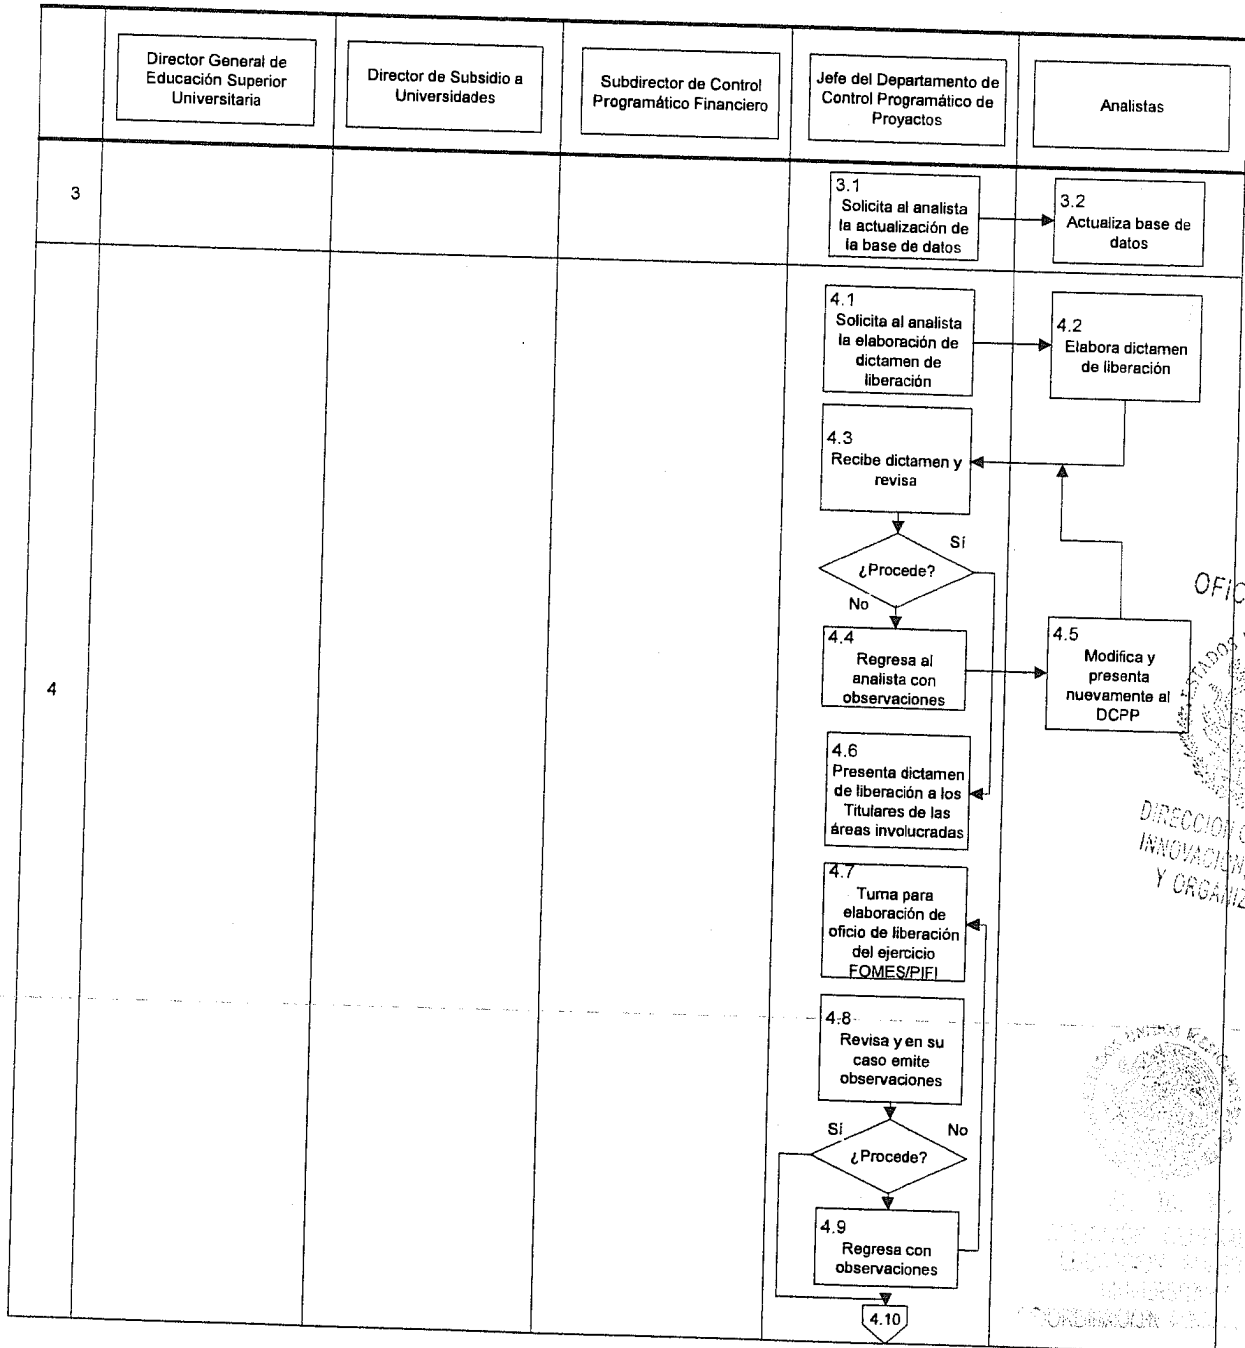 Director General de
Educación Superior
Universitaria
Director de Subsidio a
Universidades
Subdirector de Control
Programático Financiero
Jefe del Departamento de
Control Programático de
Proyactos
Analistas
3
3.1
Solicita al analista
la actualización de
la base de datos
3.2
Actualiza base de
datos
4
4.1
Solicita al analista
la elaboración de
dictamen de
liberación
4.2
Elabora dictamen
de liberación
4.3
Recibe dictamen y
revisa
¿Procede?
Sí
No
4.4
Regresa al
analista con
observaciones
4.5
Modifica y
presenta
nuevamente al
DCPP
4.6
Presenta dictamen
de liberación a los
Titulares de las
áreas involucradas
4.7
Turna para
elaboración de
oficio de liberación
del ejercicio
FOMES/PIFI
4.8
Revisa y en su
caso emite
observaciones
Sí
No
¿Procede?
4.9
Regresa con
observaciones
4.10
OFIC
ESTADOS
DIRECCION G
INNOVACION
Y ORGANIZ